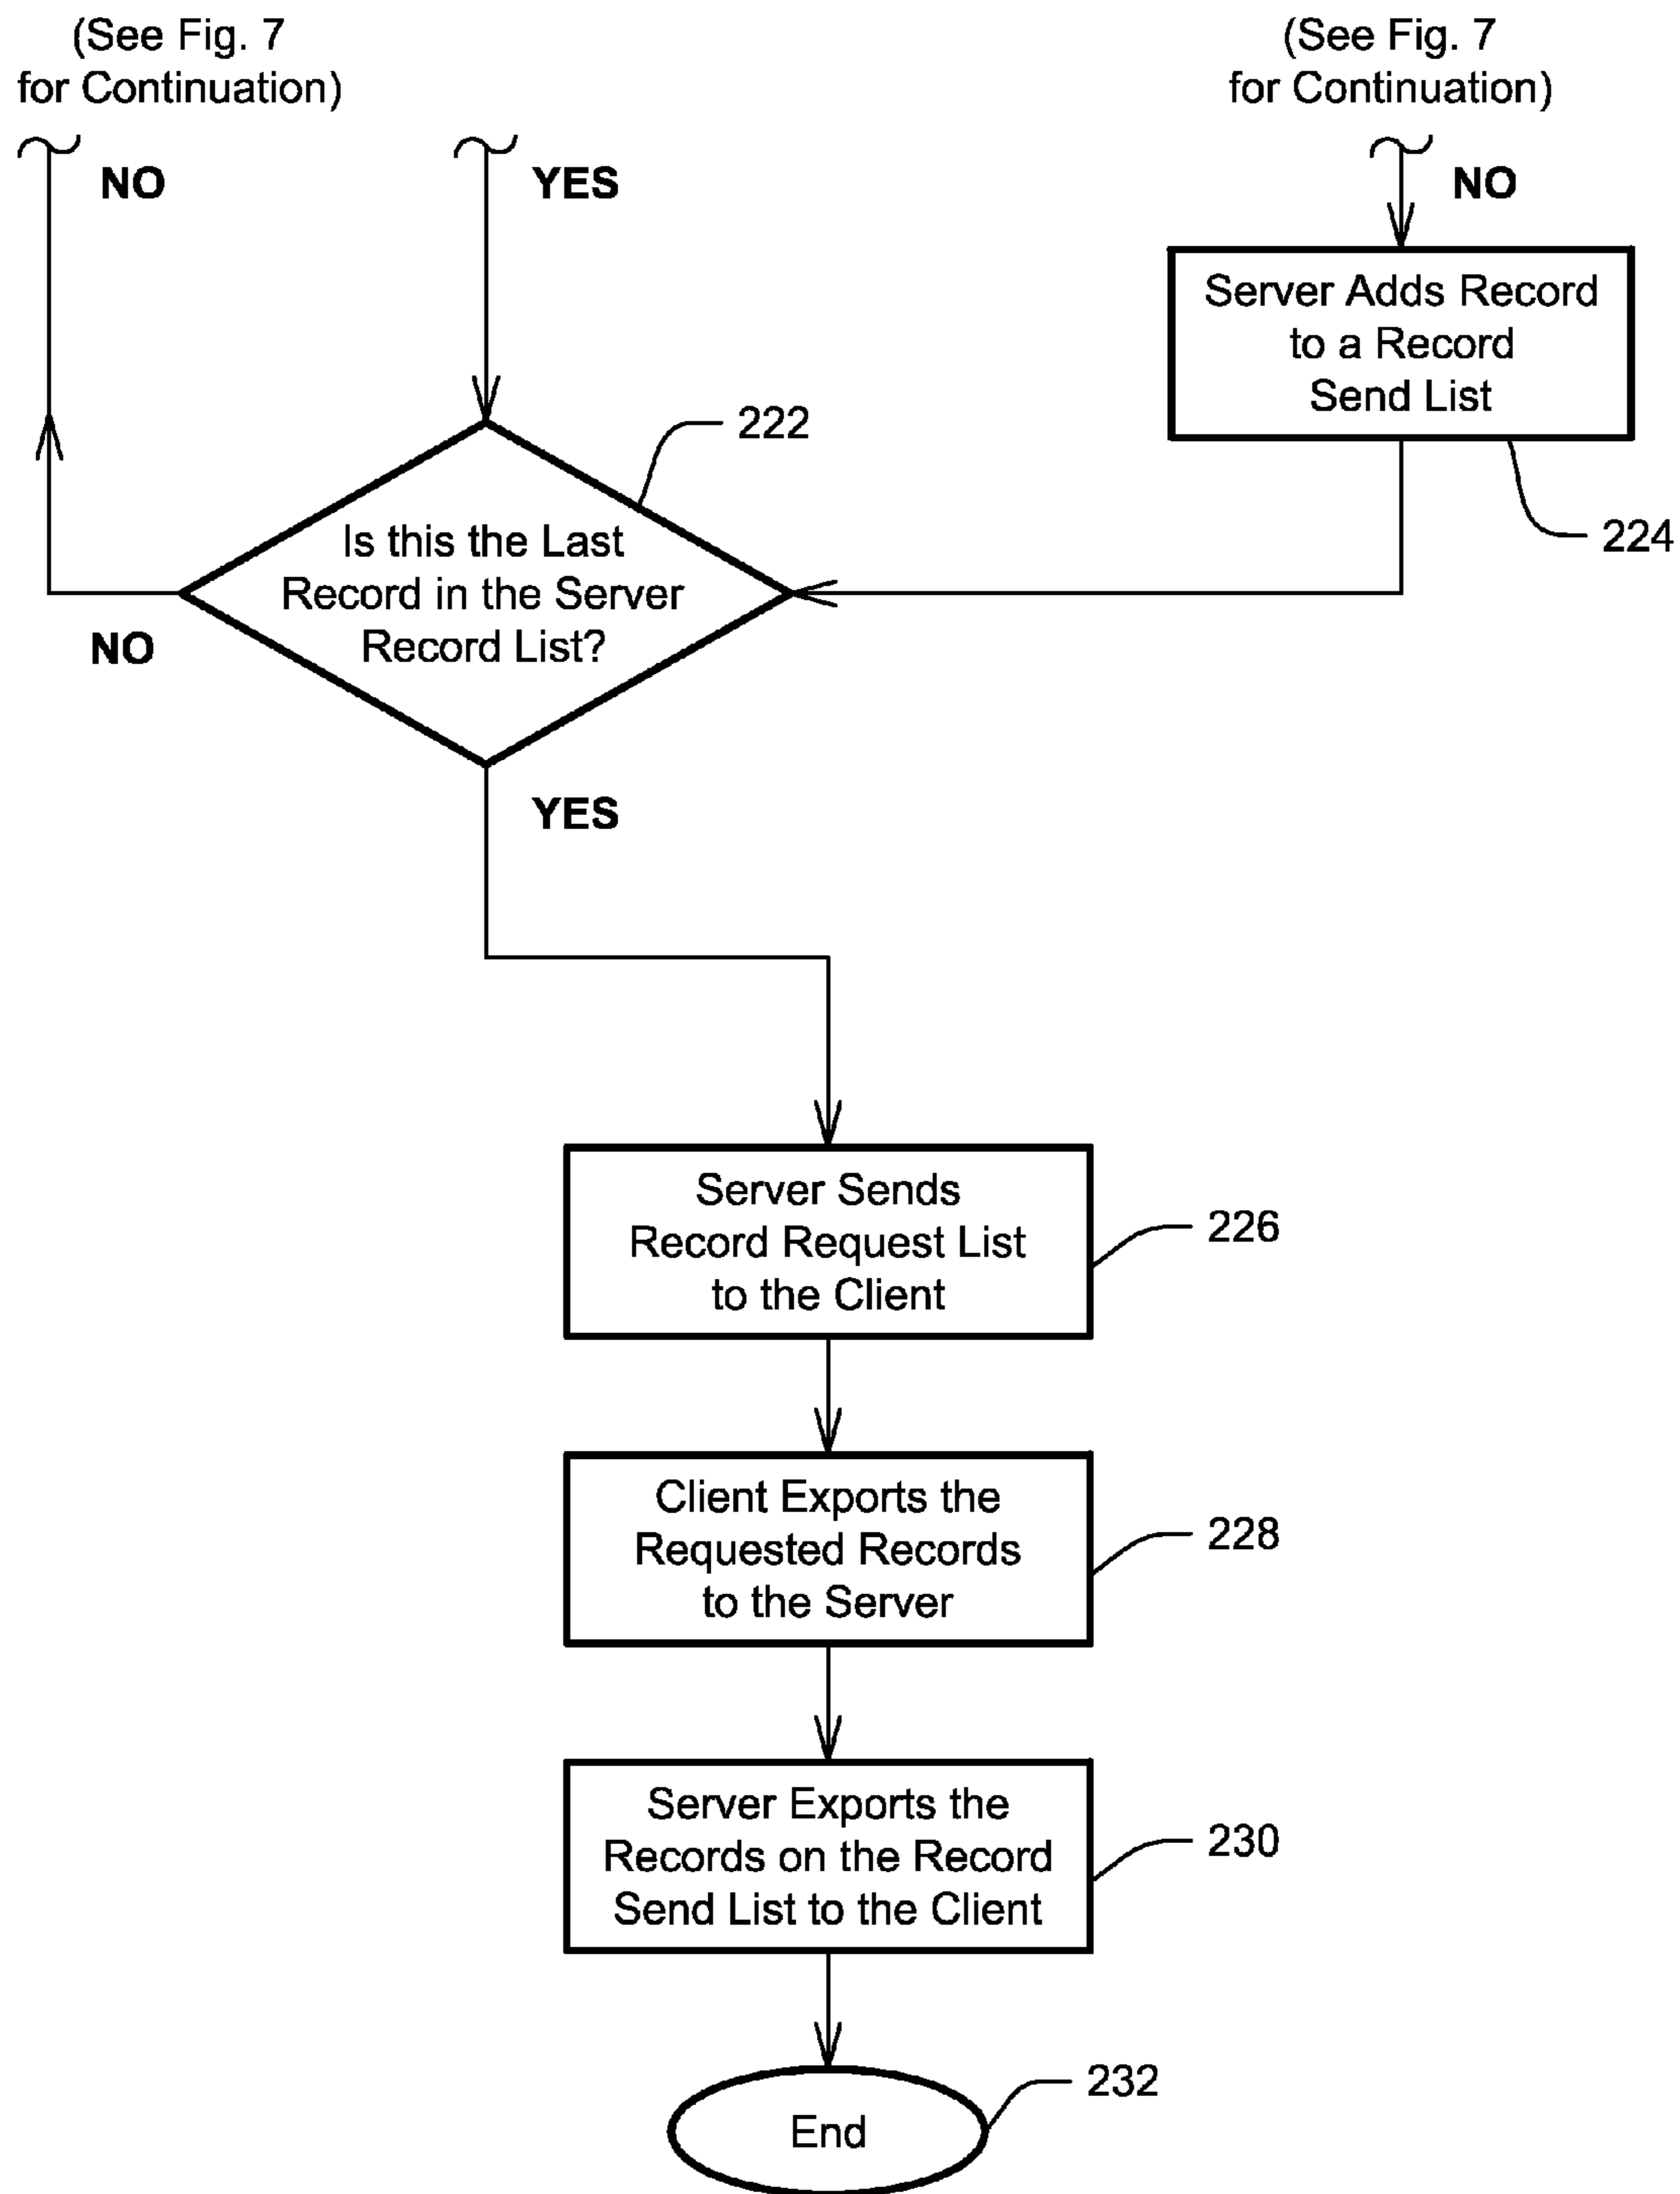 (See Fig. 7
for Continuation)
(See Fig. 7
for Continuation)
NO
YES
NO
Server Adds Record
to a Record
Send List
224
222
Is this the Last
Record in the Server
Record List?
NO
YES
Server Sends
Record Request List
to the Client
226
Client Exports the
Requested Records
to the Server
228
Server Exports the
Records on the Record
Send List to the Client
230
End
232